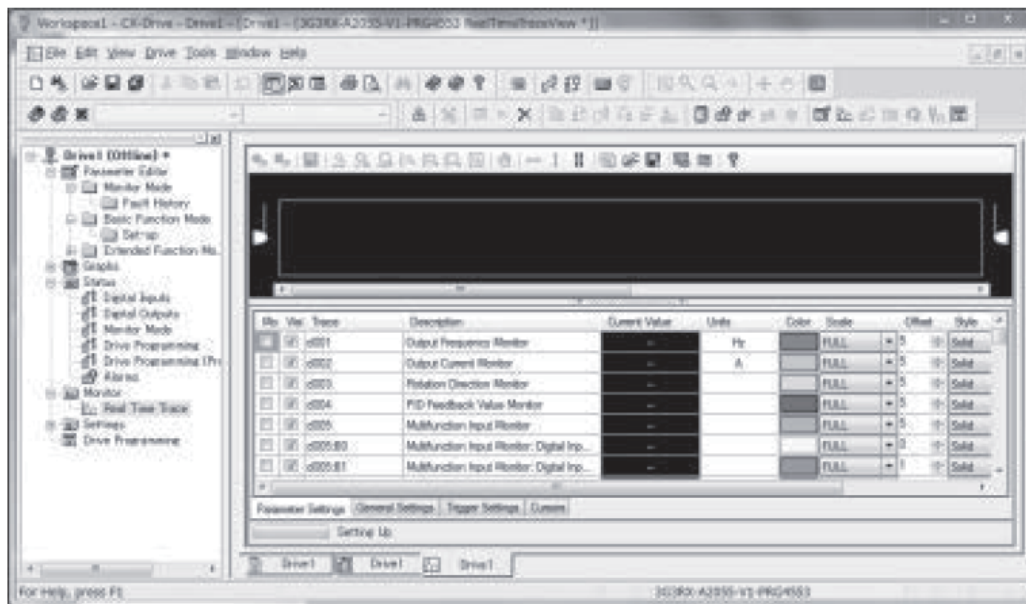 Workspace1 - CX-Drive - Drive1 - [Drive1 - [3G3RX-A2055-V1-PRG4553 RealTimeTraceView *]]
File Edit View Drive Tools Window Help
Drive1 (Offline) *
Parameter Editor
Monitor Mode
Fault History
Basic Function Mode
Set-up
Extended Function Mo..
Graphs
Status
Digital Inputs
Digital Outputs
Monitor Mode
Drive Programming
Drive Programming (Pr
Alarms
Monitor
Real Time Trace
Settings
Drive Programming
Trace Description Current Value Units Color Scale Offset Style
d001 Output Frequency Monitor -- Hz FULL 5 Solid
d002 Output Current Monitor -- A FULL 5 Solid
d003 Rotation Direction Monitor -- FULL 5 Solid
d004 PID Feedback Value Monitor -- FULL 5 Solid
d005 Multifunction Input Monitor -- FULL 5 Solid
d005:B0 Multifunction Input Monitor: Digital Inp... -- FULL Solid
d005:B1 Multifunction Input Monitor: Digital Inp... -- FULL Solid
Parameter Settings General Settings Trigger Settings Cursors
Setting Up
Drive1 Drive1 Drive1
For Help, press F1 3G3RX-A2055-V1-PRG4553